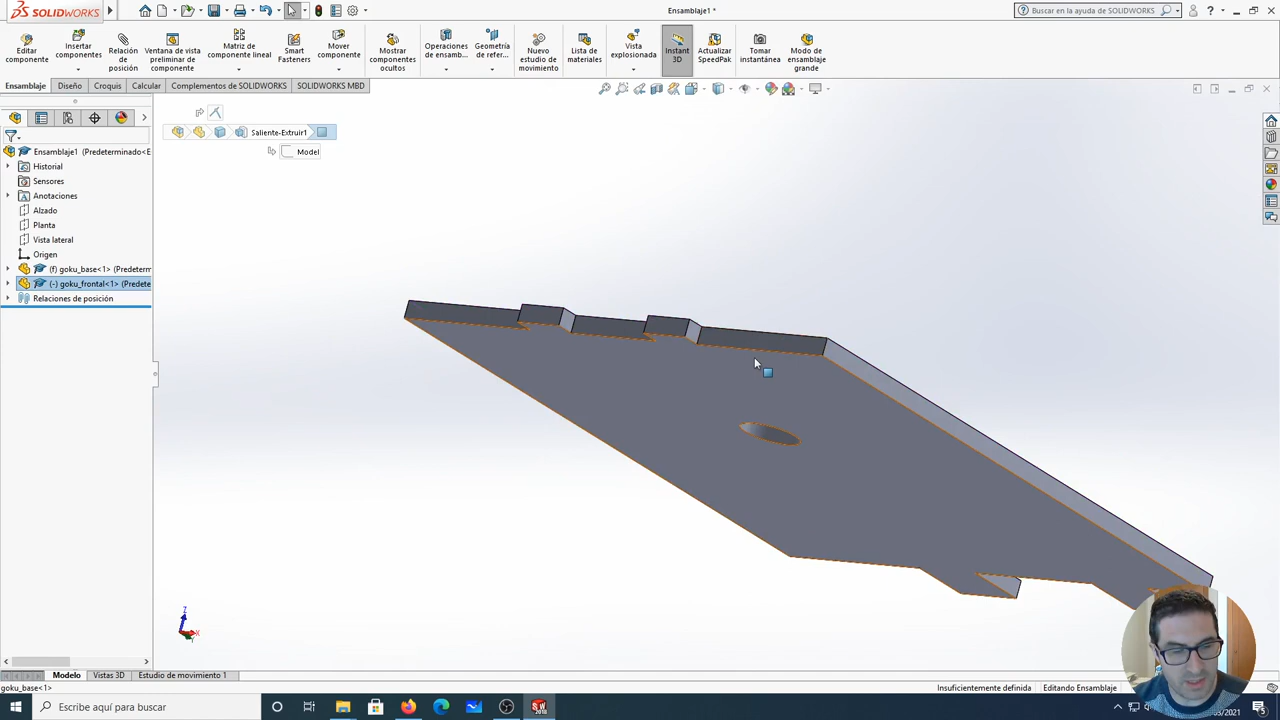 SOLIDWORKS
Ensamblaje1 *
Buscar en la ayuda de SOLIDWORKS
Editar componente
Insertar componentes
Relación de posición
Ventana de vista preliminar de componente
Matriz de componente lineal
Smart Fasteners
Mover componente
Mostrar componentes ocultos
Operaciones de ensamb...
Geometría de refer...
Nuevo estudio de movimiento
Lista de materiales
Vista explosionada
Instant 3D
Actualizar SpeedPak
Tomar instantánea
Modo de ensamblaje grande
Ensamblaje
Diseño
Croquis
Calcular
Complementos de SOLIDWORKS
SOLIDWORKS MBD
Saliente-Extruir1
Model
Ensamblaje1 (Predeterminado<E
Historial
Sensores
Anotaciones
Alzado
Planta
Vista lateral
Origen
(f) goku_base<1> (Predeterm
(-) goku_frontal<1> (Predete
Relaciones de posición
Z
X
Modelo
Vistas 3D
Estudio de movimiento 1
goku_base<1>
Insuficientemente definida
Editando Ensamblaje
Escribe aquí para buscar
/2021